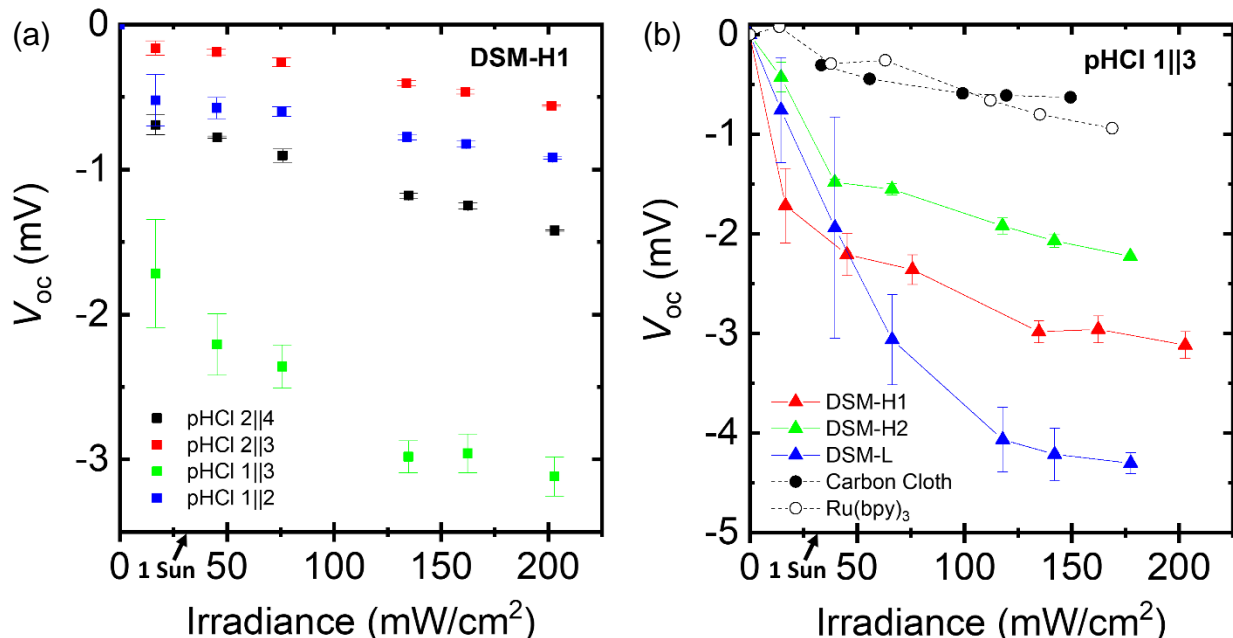 (a)
DSM-H1
0
-1
-2
-3
V_oc (mV)
pHCl 2||4
pHCl 2||3
pHCl 1||3
pHCl 1||2
0 1 Sun 50 100 150 200
Irradiance (mW/cm²)
(b)
pHCl 1||3
0
-1
-2
-3
-4
-5
V_oc (mV)
DSM-H1
DSM-H2
DSM-L
Carbon Cloth
Ru(bpy)₃
0 1 Sun 50 100 150 200
Irradiance (mW/cm²)